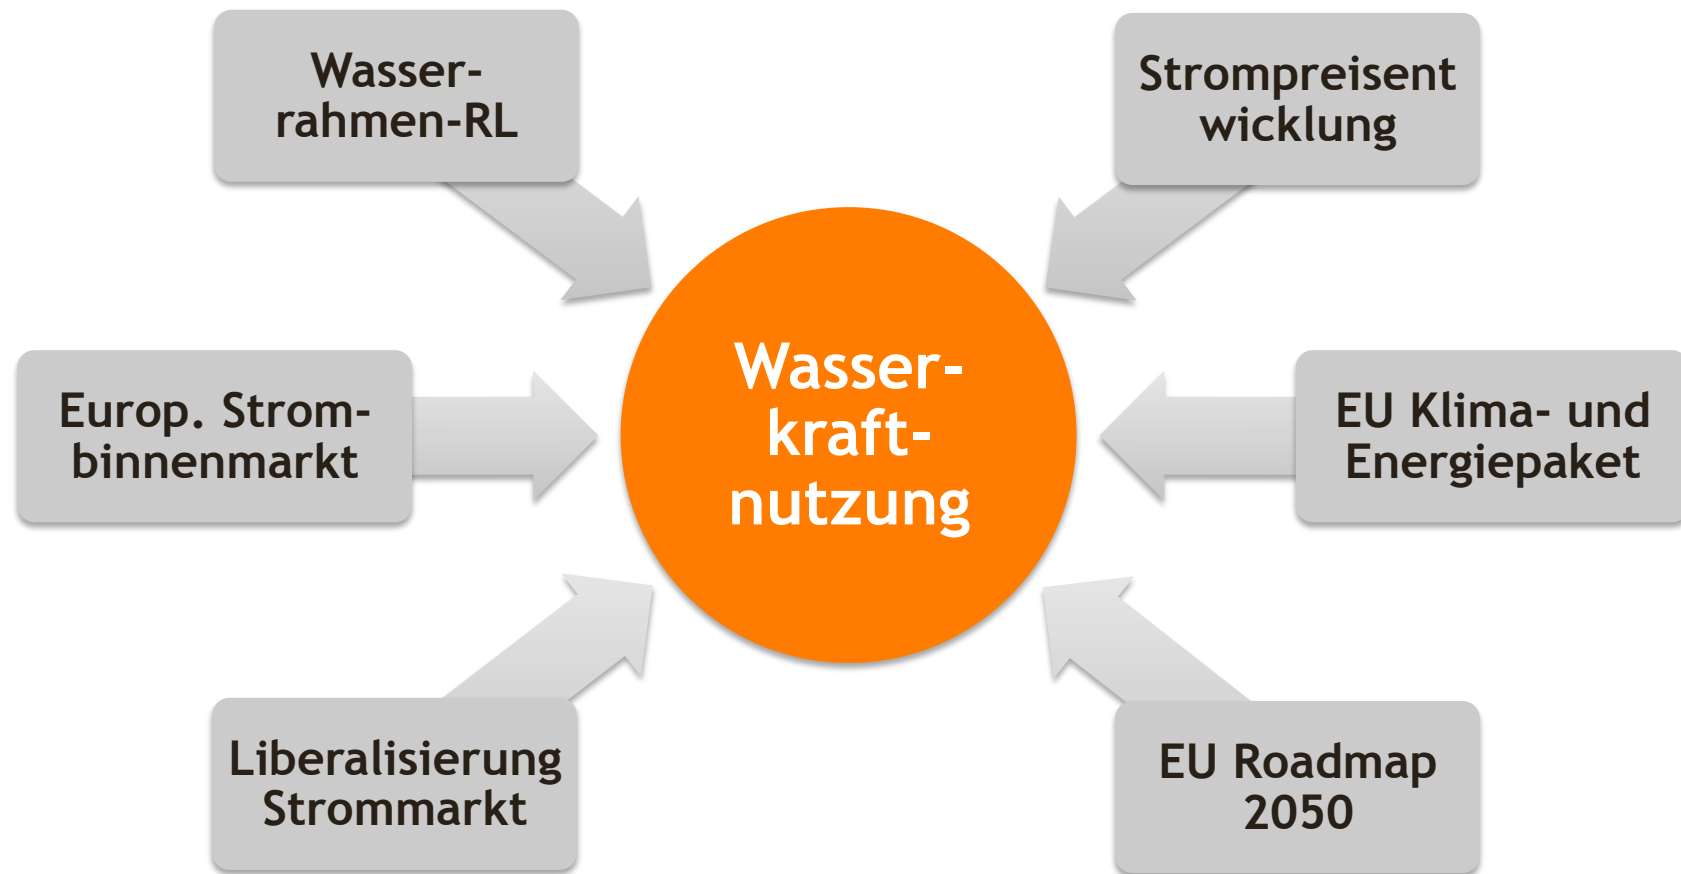 Wasser-
rahmen-RL
Strompreisent
wicklung
Europ. Strom-
binnenmarkt
Wasser-
kraft-
nutzung
EU Klima- und
Energiepaket
Liberalisierung
Strommarkt
EU Roadmap
2050